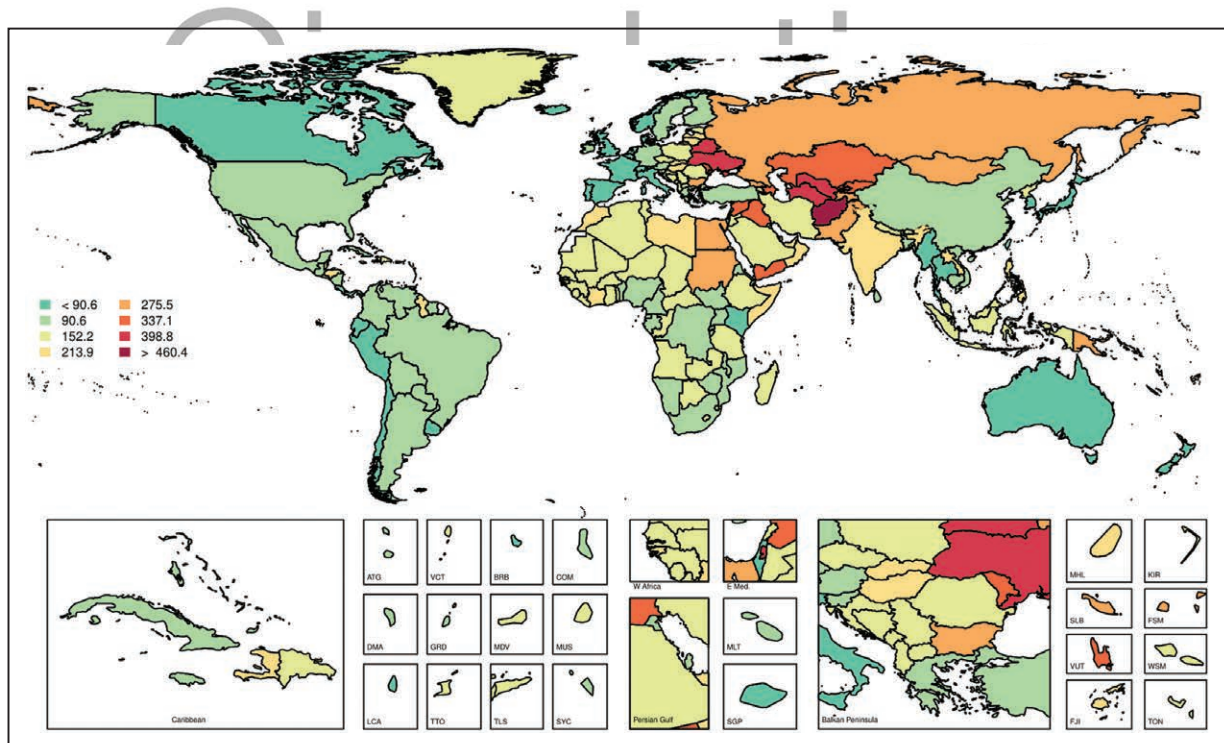 < 90.6
90.6
152.2
213.9
275.5
337.1
398.8
> 460.4
Caribbean
ATG
VCT
BRB
COM
DMA
GRD
MDV
MUS
LCA
TTO
TLS
SYC
W Africa
E Med.
Persian Gulf
MLT
SGP
Balkan Peninsula
MHL
KIR
SLB
FSM
VUT
WSM
FJI
TON